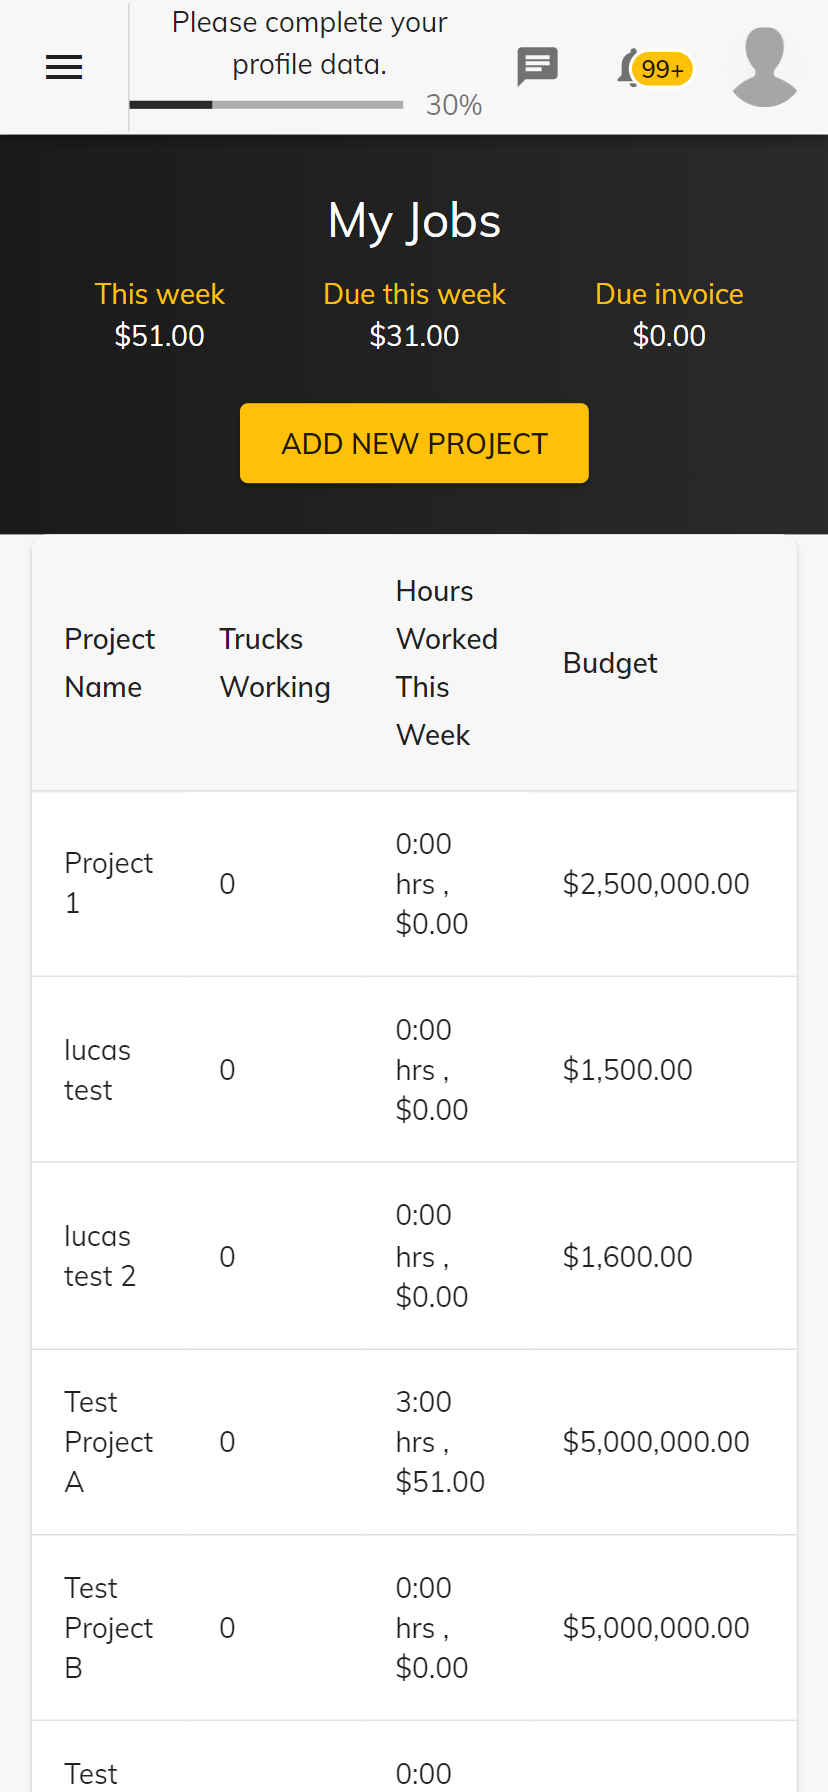 Please complete your
profile data.
30%
99+
My Jobs
This week
$51.00
Due this week
$31.00
Due invoice
$0.00
ADD NEW PROJECT
Project
Name
Trucks
Working
Hours
Worked
This
Week
Budget
Project
1
0
0:00
hrs ,
$0.00
$2,500,000.00
lucas
test
0
0:00
hrs ,
$0.00
$1,500.00
lucas
test 2
0
0:00
hrs ,
$0.00
$1,600.00
Test
Project
A
0
3:00
hrs ,
$51.00
$5,000,000.00
Test
Project
B
0
0:00
hrs ,
$0.00
$5,000,000.00
Test
0:00